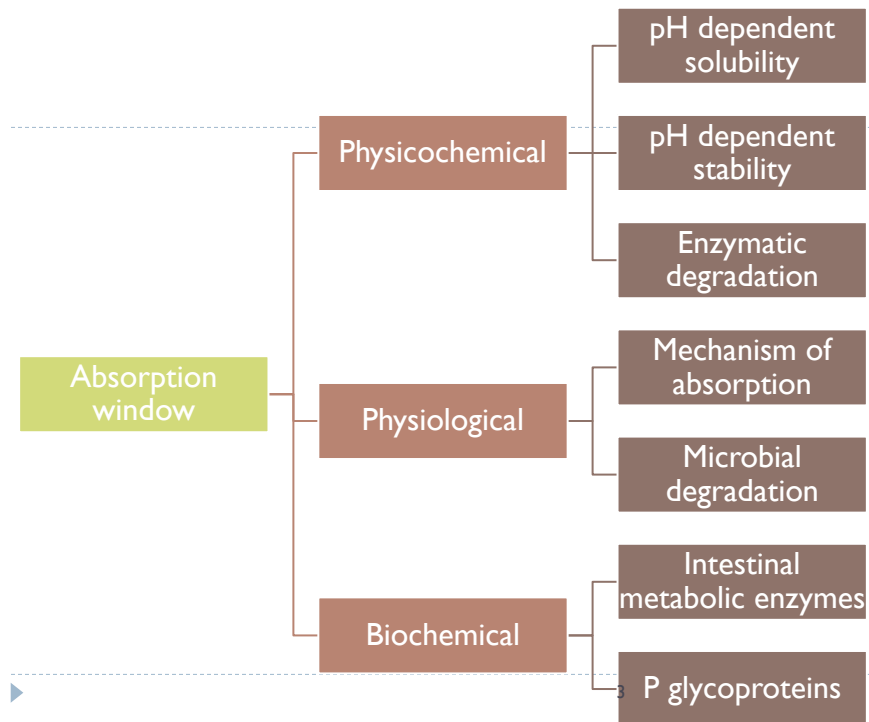 pH dependent
solubility
Physicochemical
pH dependent
stability
Enzymatic
degradation
Absorption
window
Physiological
Mechanism of
absorption
Microbial
degradation
Biochemical
Intestinal
metabolic enzymes
3
P glycoproteins